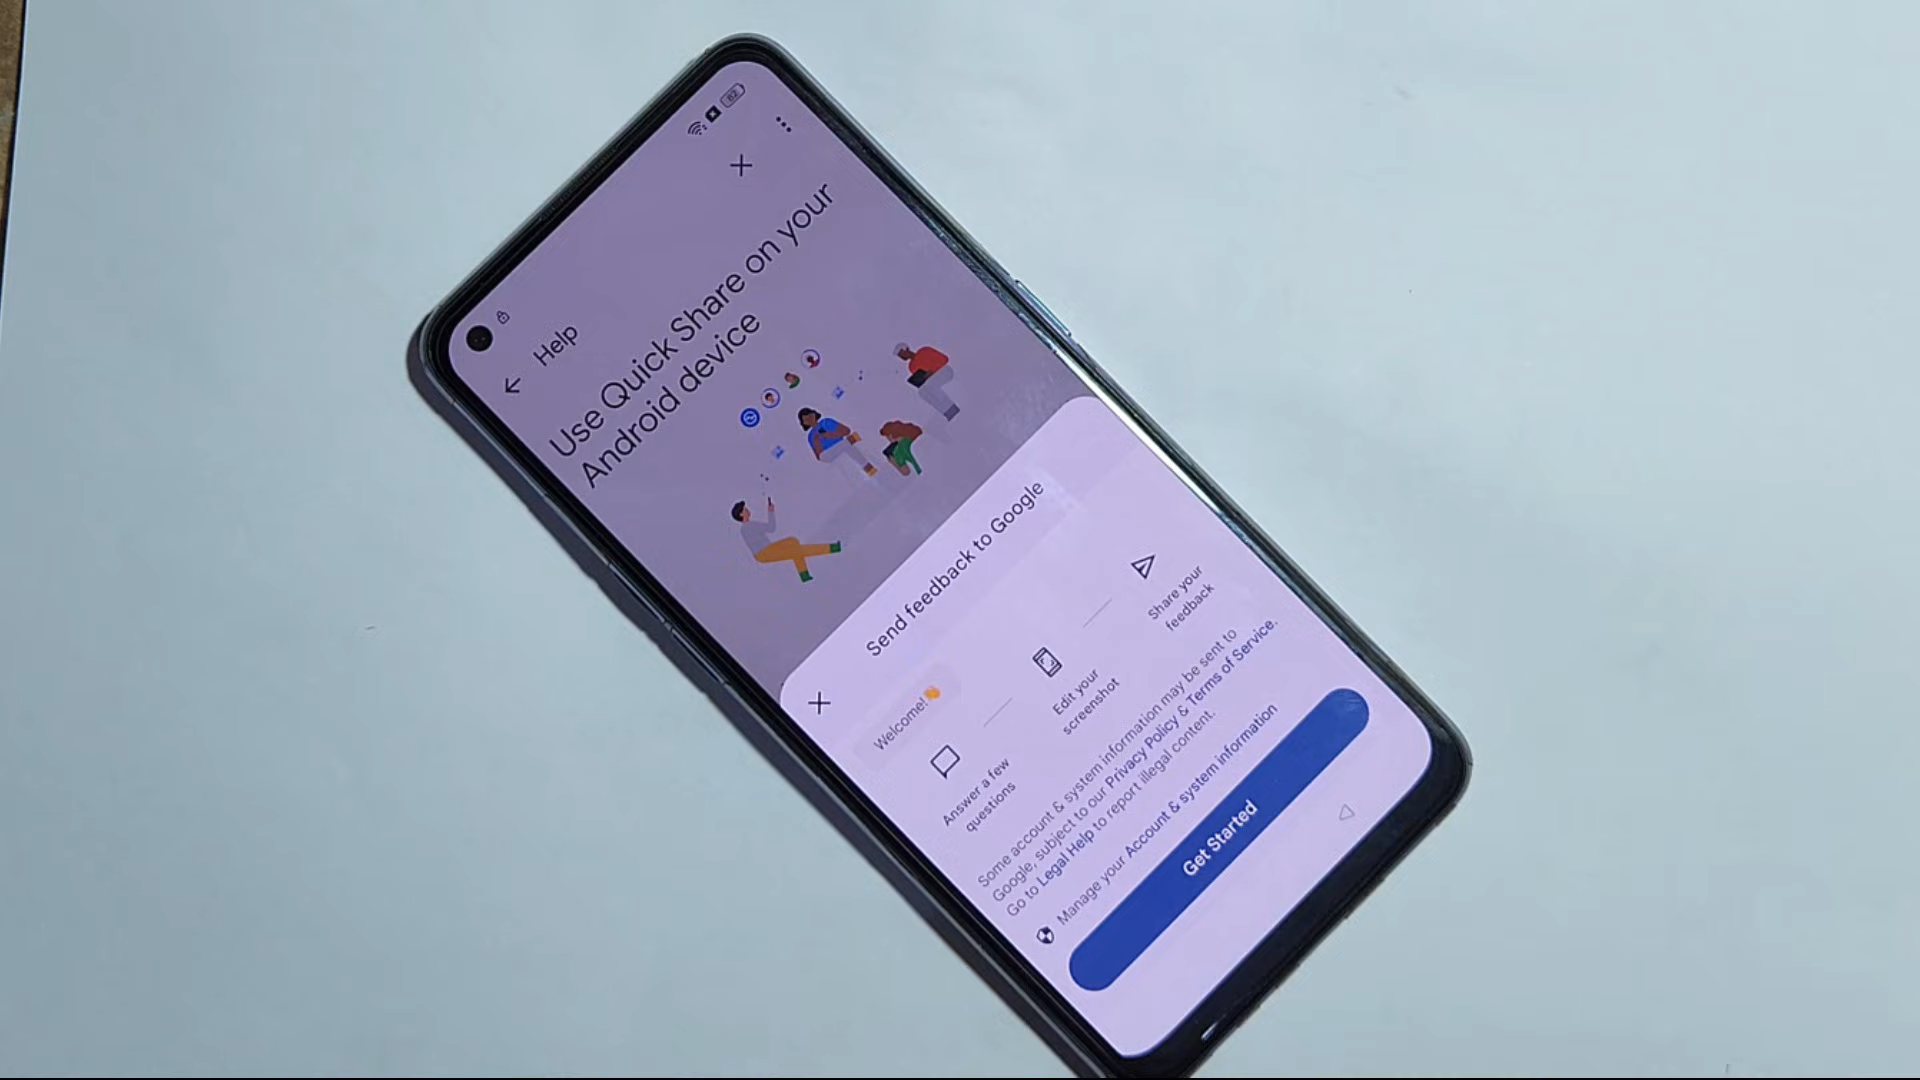 82
Help
Use Quick Share on your
Android device
Send feedback to Google
Welcome!👋
Answer a few
questions
Edit your
screenshot
Share your
feedback
Some account & system information may be sent to
Google, subject to our Privacy Policy & Terms of Service.
Go to Legal Help to report illegal content.
Manage your Account & system information
Get Started